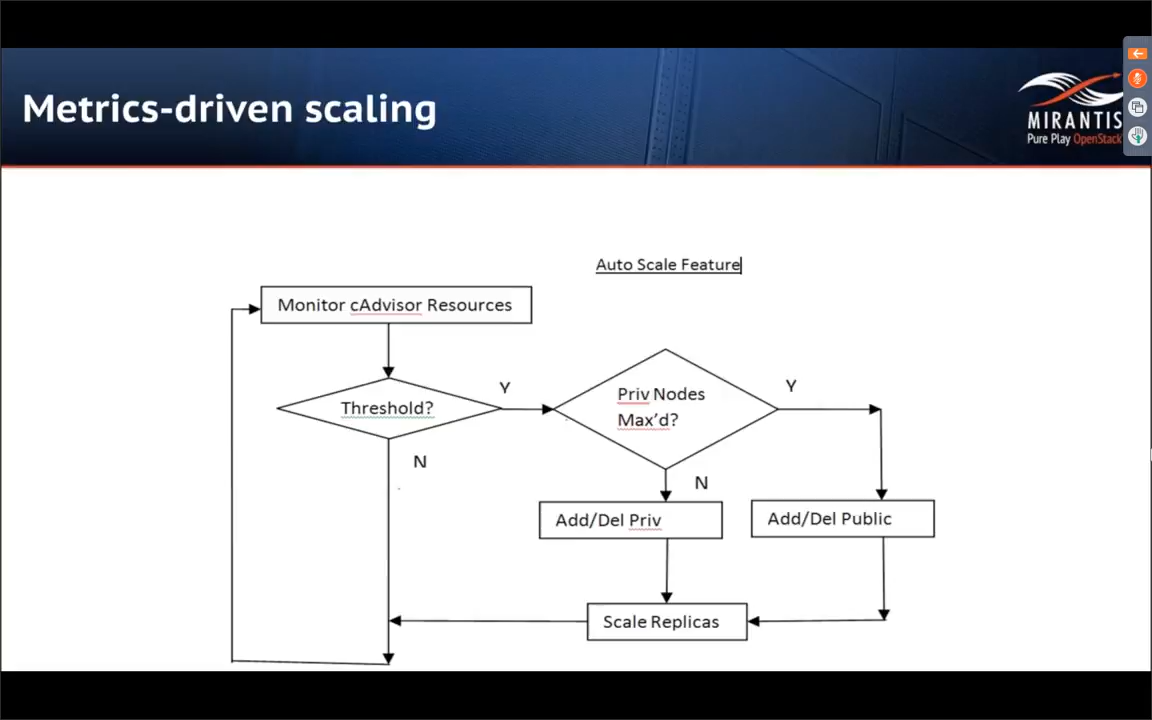 Metrics-driven scaling
MIRANTIS
Pure Play OpenStack
Auto Scale Feature
Monitor cAdvisor Resources
Threshold?
Y
N
Priv Nodes
Max’d?
Y
N
Add/Del Priv
Add/Del Public
Scale Replicas